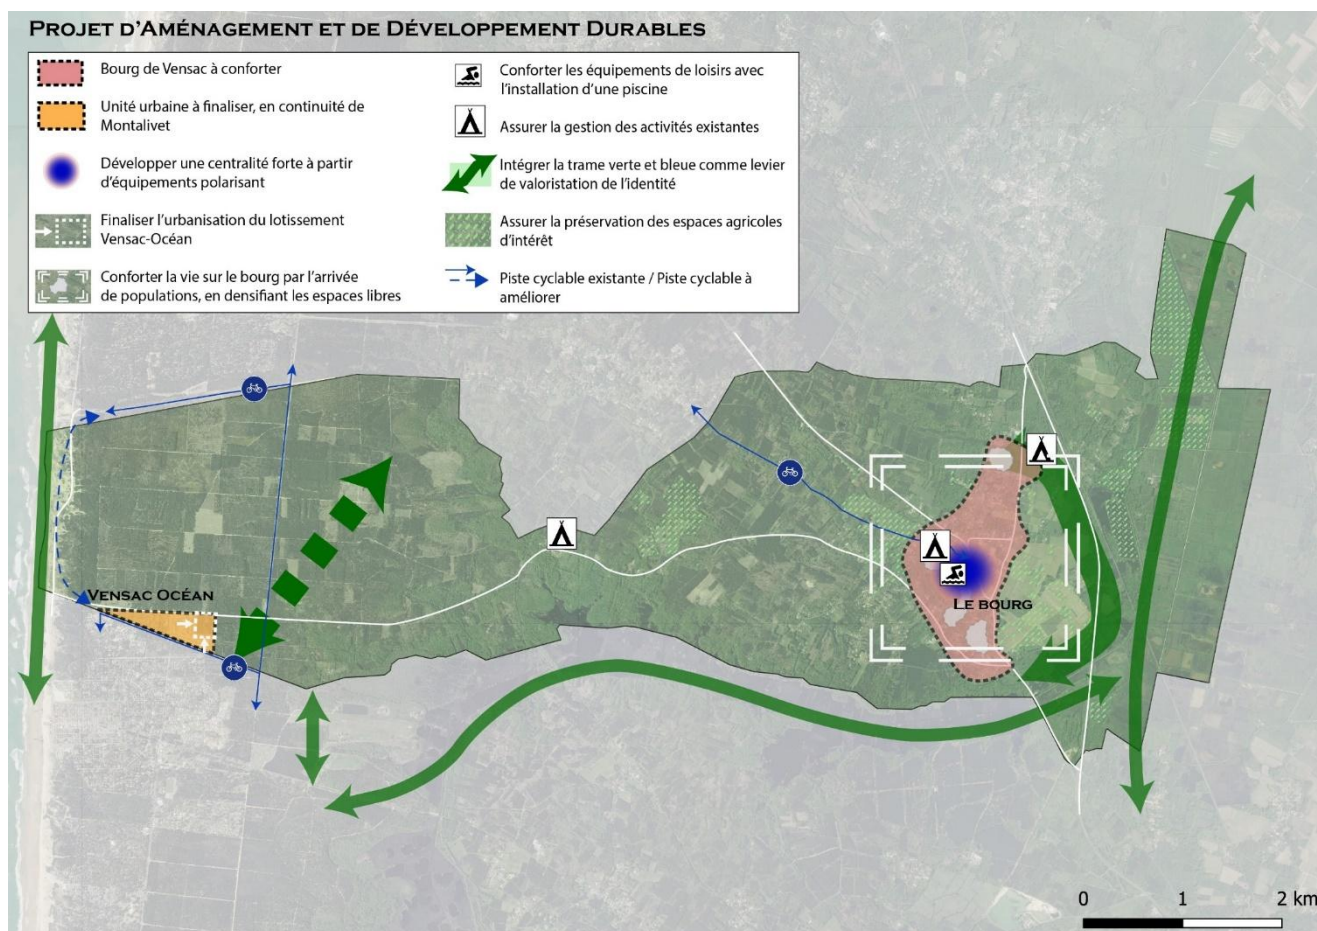 PROJET D'AMÉNAGEMENT ET DE DÉVELOPPEMENT DURABLES
Bourg de Vensac à conforter
Unité urbaine à finaliser, en continuité de
Montalivet
Développer une centralité forte à partir
d'équipements polarisant
Finaliser l'urbanisation du lotissement
Vensac-Océan
Conforter la vie sur le bourg par l'arrivée
de populations, en densifiant les espaces libres
Conforter les équipements de loisirs avec
l'installation d'une piscine
Assurer la gestion des activités existantes
Intégrer la trame verte et bleue comme levier
de valoristation de l'identité
Assurer la préservation des espaces agricoles
d'intérêt
Piste cyclable existante / Piste cyclable à
améliorer
VENSAC OCÉAN
LE BOURG
0 1 2 km